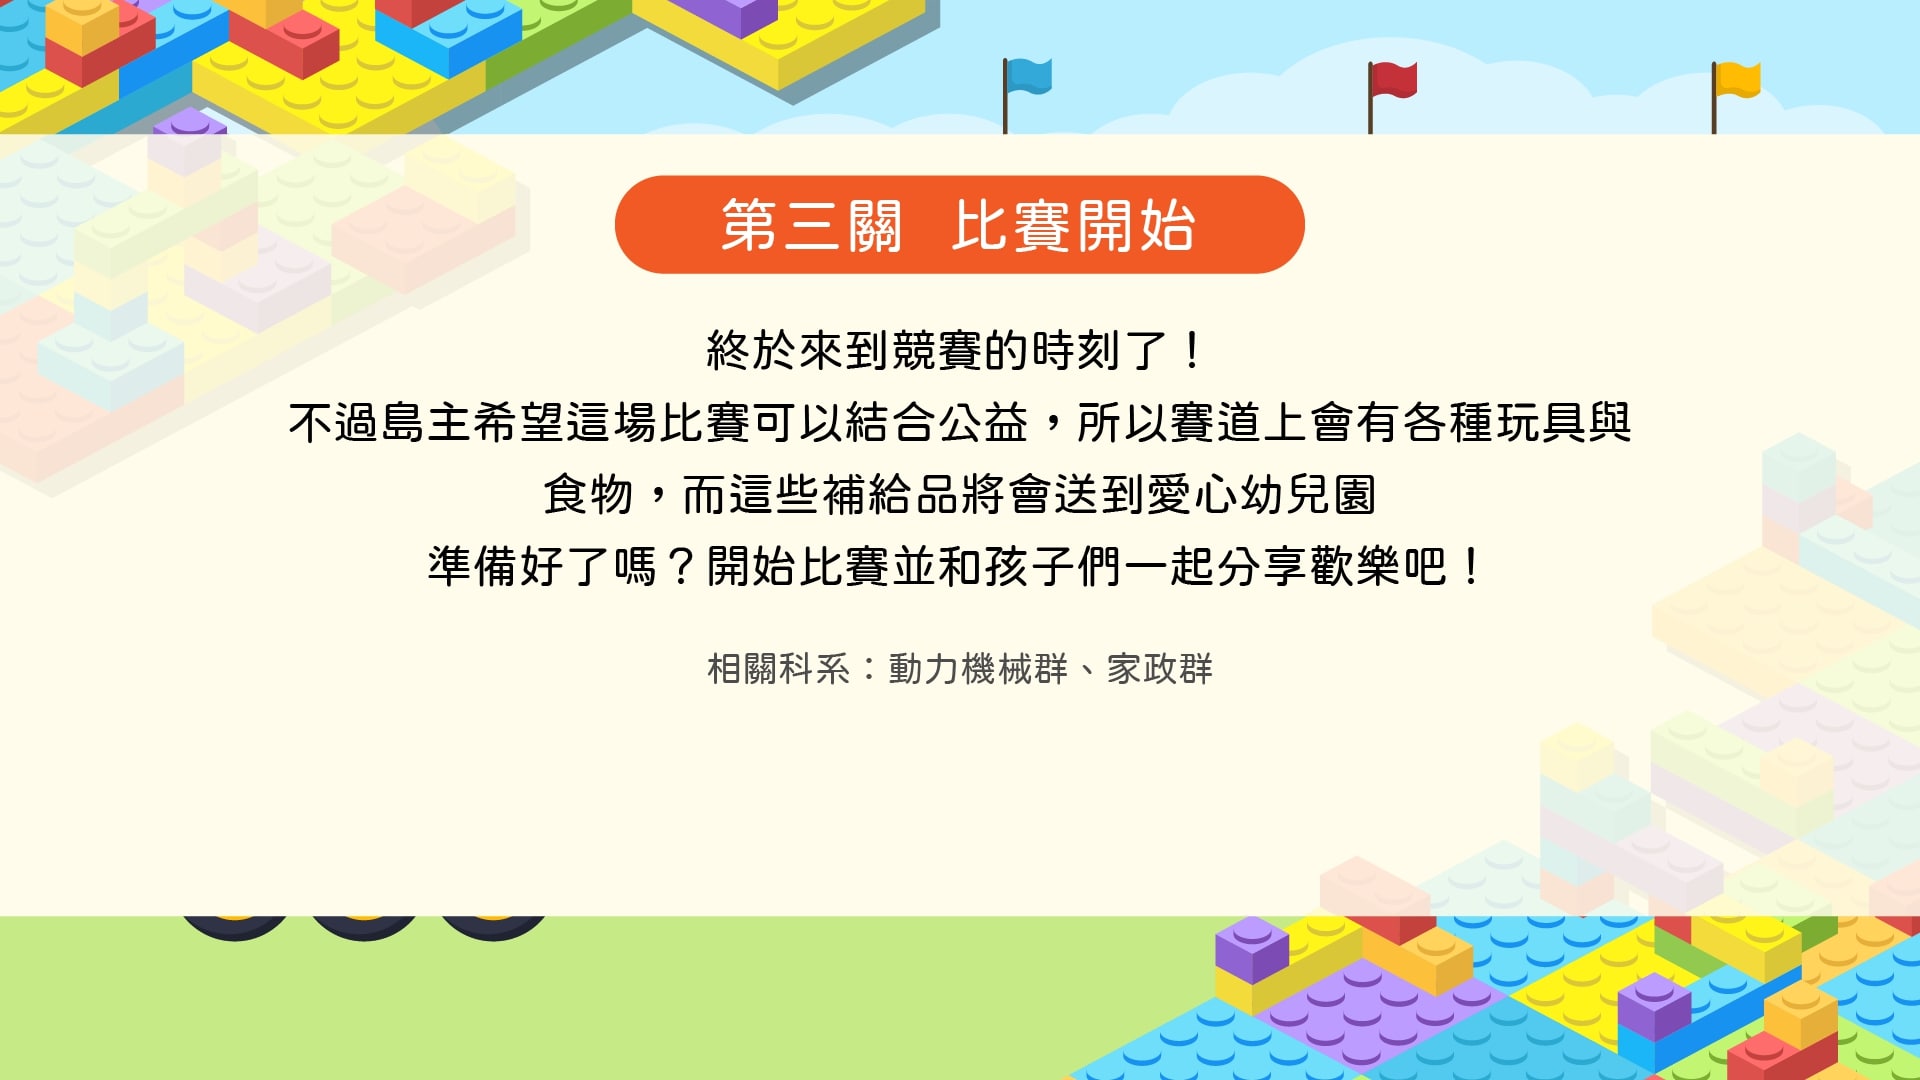 第三關 比賽開始
終於來到競賽的時刻了！
不過島主希望這場比賽可以結合公益，所以賽道上會有各種玩具與
食物，而這些補給品將會送到愛心幼兒園
準備好了嗎？開始比賽並和孩子們一起分享歡樂吧！
相關科系：動力機械群、家政群